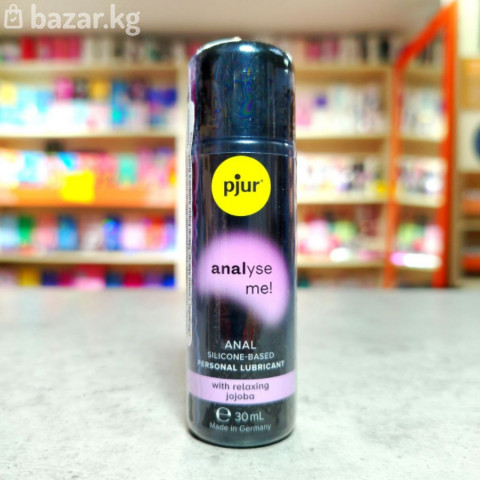 bazar.kg
pjur
analyse
me!
ANAL
SILICONE-BASED
PERSONAL LUBRICANT
with relaxing
jojoba
℮ 30 mL
Made in Germany